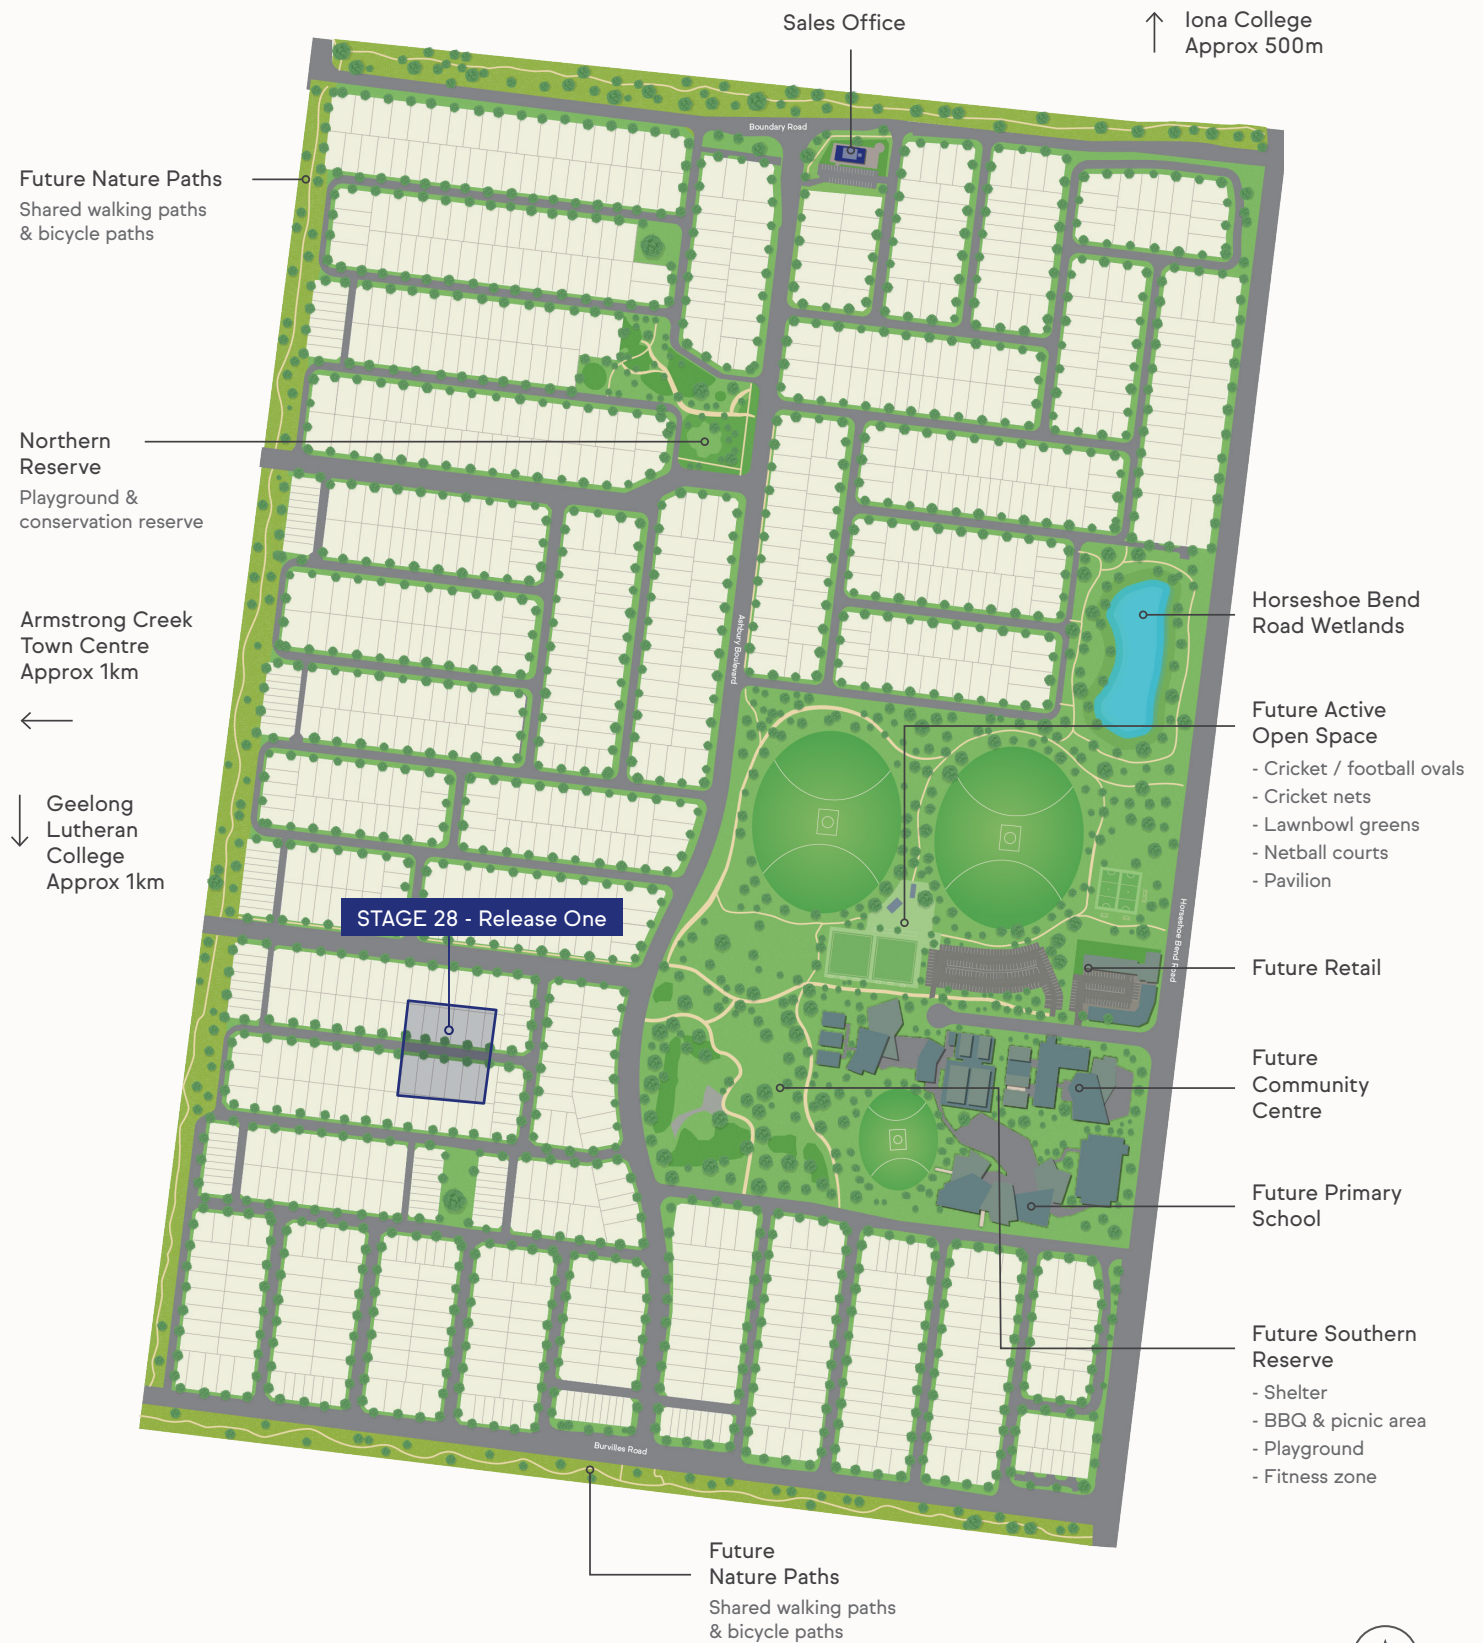 Sales Office
Iona College
Approx 500m
Boundary Road
Future Nature Paths
Shared walking paths
& bicycle paths
Northern
Reserve
Playground &
conservation reserve
Armstrong Creek
Town Centre
Approx 1km
Ashbury Boulevard
Horseshoe Bend
Road Wetlands
Future Active
Open Space
- Cricket / football ovals
- Cricket nets
- Lawnbowl greens
- Netball courts
- Pavilion
Geelong
Lutheran
College
Approx 1km
STAGE 28 - Release One
Horseshoe Bend Road
Future Retail
Future
Community
Centre
Future Primary
School
Future Southern
Reserve
- Shelter
- BBQ & picnic area
- Playground
- Fitness zone
Burvilles Road
Future
Nature Paths
Shared walking paths
& bicycle paths